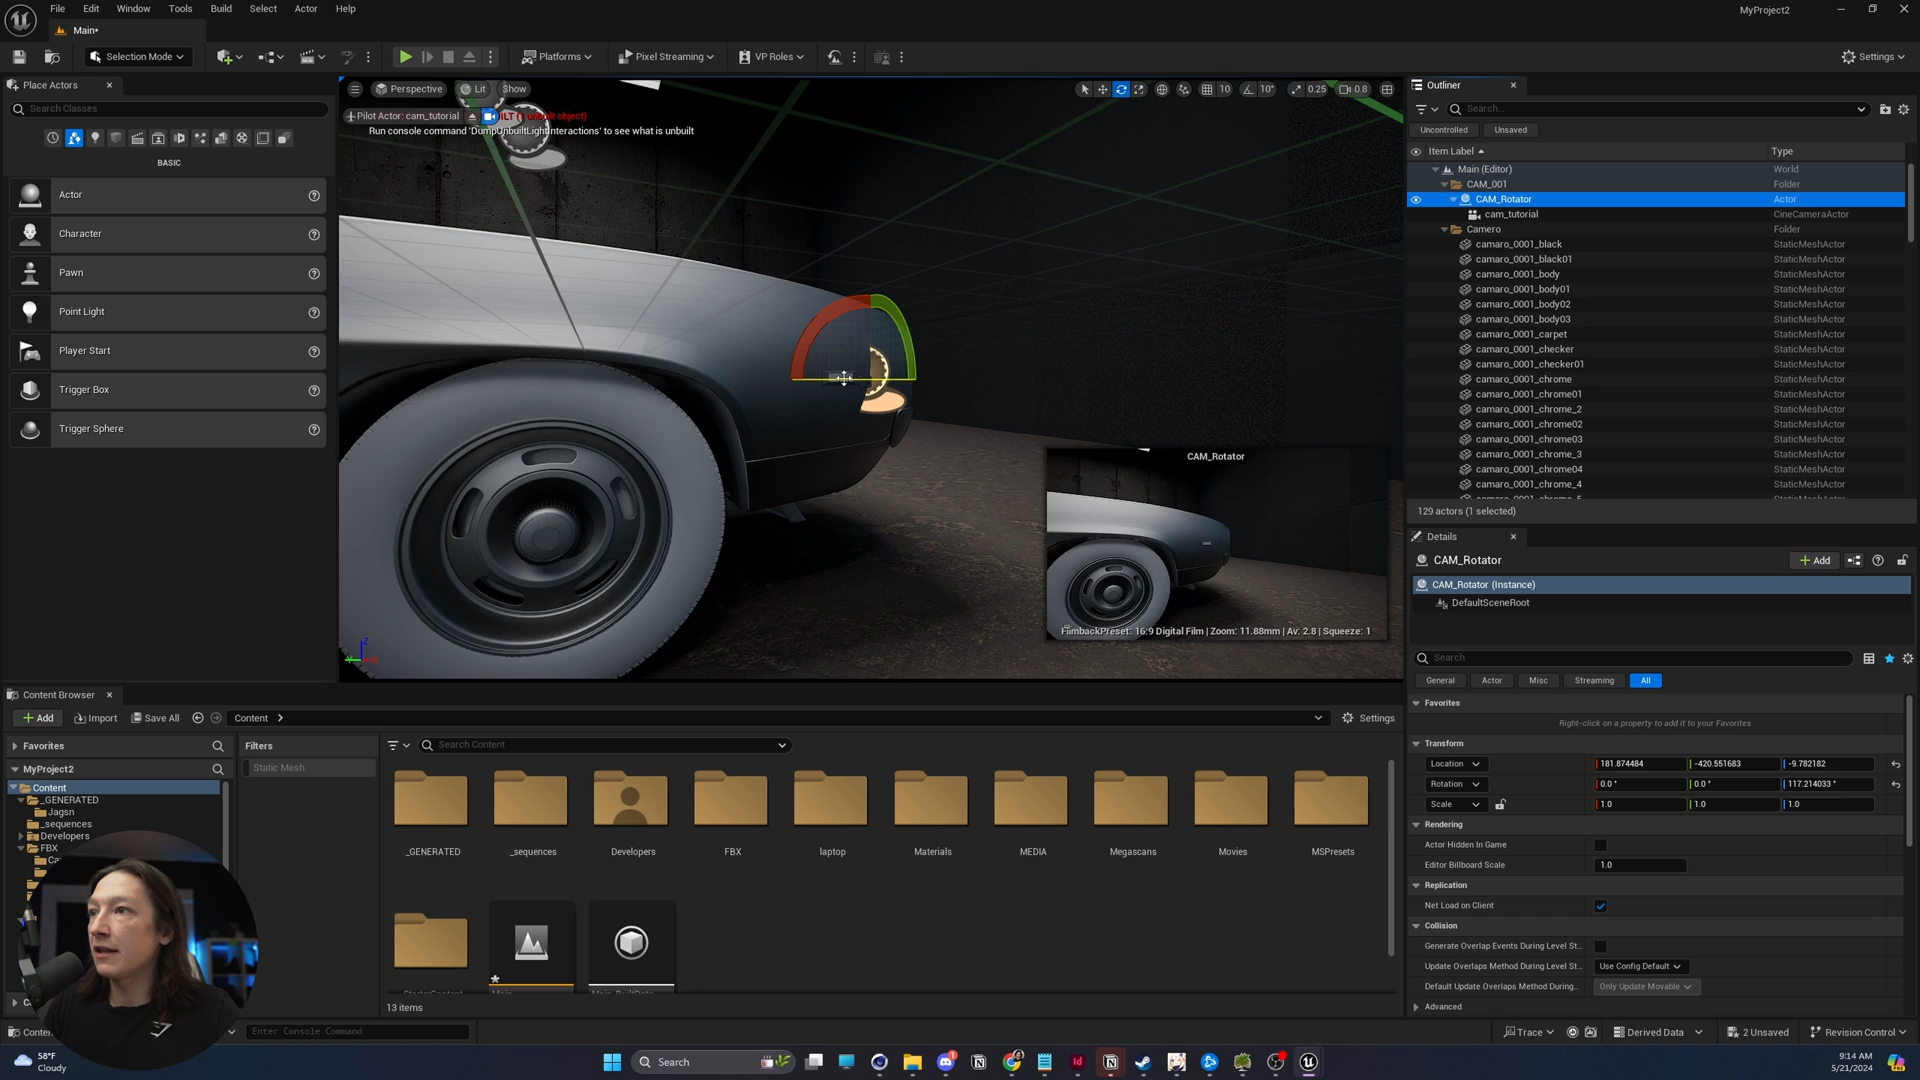 File Edit Window Tools Build Select Actor Help
MyProject2
Main•
Selection Mode
Platforms
Pixel Streaming
VP Roles
Settings
Place Actors
Search Classes
BASIC
Actor
Character
Pawn
Point Light
Player Start
Trigger Box
Trigger Sphere
Perspective
Lit
Show
10
10°
0.25
0.8
Pilot Actor: cam_tutorial
Run console command 'DumpUnbuiltLightInteractions' to see what is unbuilt
CAM_Rotator
FilmbackPreset: 16:9 Digital Film | Zoom: 11.88mm | Av: 2.8 | Squeeze: 1
Outliner
Search...
Uncontrolled
Unsaved
Item Label
Type
Main (Editor) World
CAM_001 Folder
CAM_Rotator Actor
cam_tutorial CineCameraActor
Camero Folder
camaro_0001_black StaticMeshActor
camaro_0001_black01 StaticMeshActor
camaro_0001_body StaticMeshActor
camaro_0001_body01 StaticMeshActor
camaro_0001_body02 StaticMeshActor
camaro_0001_body03 StaticMeshActor
camaro_0001_carpet StaticMeshActor
camaro_0001_checker StaticMeshActor
camaro_0001_checker01 StaticMeshActor
camaro_0001_chrome StaticMeshActor
camaro_0001_chrome01 StaticMeshActor
camaro_0001_chrome_2 StaticMeshActor
camaro_0001_chrome02 StaticMeshActor
camaro_0001_chrome03 StaticMeshActor
camaro_0001_chrome_3 StaticMeshActor
camaro_0001_chrome04 StaticMeshActor
camaro_0001_chrome_4 StaticMeshActor
129 actors (1 selected)
Details
CAM_Rotator
Add
CAM_Rotator (Instance)
DefaultSceneRoot
Search
General
Actor
Misc
Streaming
All
Favorites
Right-click on a property to add it to your Favorites.
Transform
Location 181.874484 -420.551683 -9.782182
Rotation 0.0 ° 0.0 ° 117.214033 °
Scale 1.0 1.0 1.0
Rendering
Actor Hidden In Game
Editor Billboard Scale 1.0
Replication
Net Load on Client
Collision
Generate Overlap Events During Level St...
Update Overlaps Method During Level St... Use Config Default
Default Update Overlaps Method During... Only Update Movable
Advanced
Content Browser
Add
Import
Save All
Content
Settings
Favorites
MyProject2
Content
_GENERATED
Jagsn
_sequences
Developers
FBX
Filters
Static Mesh
Search Content
_GENERATED
_sequences
Developers
FBX
laptop
Materials
MEDIA
Megascans
Movies
MSPresets
13 items
Enter Console Command
Trace
Derived Data
2 Unsaved
Revision Control
58°F
Cloudy
Search
9:14 AM
5/21/2024